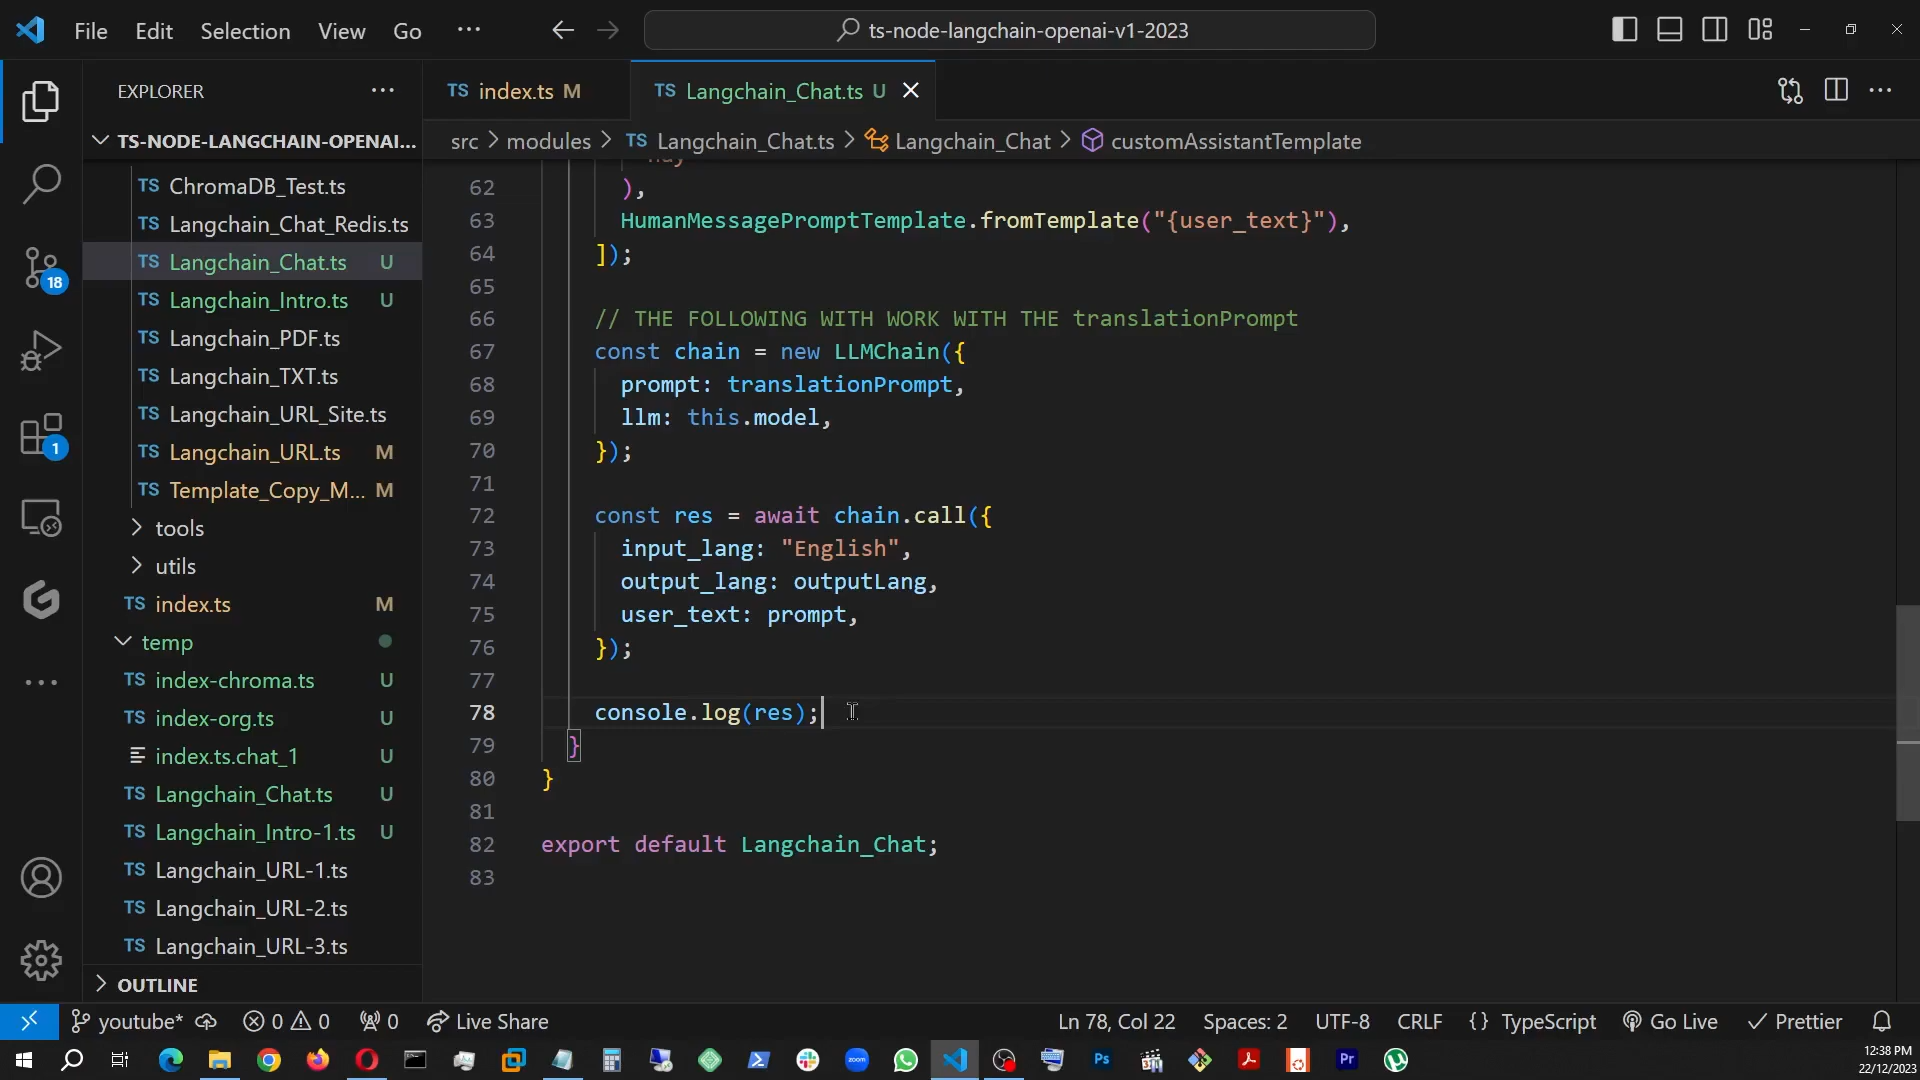 File Edit Selection View Go ···
ts-node-langchain-openai-v1-2023
EXPLORER ···
TS index.ts M
TS Langchain_Chat.ts U
TS-NODE-LANGCHAIN-OPENAI...
src > modules > TS Langchain_Chat.ts > Langchain_Chat > customAssistantTemplate
TS ChromaDB_Test.ts
TS Langchain_Chat_Redis.ts
TS Langchain_Chat.ts U
TS Langchain_Intro.ts U
TS Langchain_PDF.ts
TS Langchain_TXT.ts
TS Langchain_URL_Site.ts
TS Langchain_URL.ts M
TS Template_Copy_M... M
tools
utils
TS index.ts M
temp
TS index-chroma.ts U
TS index-org.ts U
index.ts.chat_1 U
TS Langchain_Chat.ts U
TS Langchain_Intro-1.ts U
TS Langchain_URL-1.ts
TS Langchain_URL-2.ts
TS Langchain_URL-3.ts
OUTLINE
18
1
62 ),
63 HumanMessagePromptTemplate.fromTemplate("{user_text}"),
64 ]);
65
66 // THE FOLLOWING WITH WORK WITH THE translationPrompt
67 const chain = new LLMChain({
68 prompt: translationPrompt,
69 llm: this.model,
70 });
71
72 const res = await chain.call({
73 input_lang: "English",
74 output_lang: outputLang,
75 user_text: prompt,
76 });
77
78 console.log(res);
79 }
80 }
81
82 export default Langchain_Chat;
83
youtube* 0 0 0 Live Share Ln 78, Col 22 Spaces: 2 UTF-8 CRLF {} TypeScript Go Live Prettier
zoom Ps Pr
12:38 PM
22/12/2023